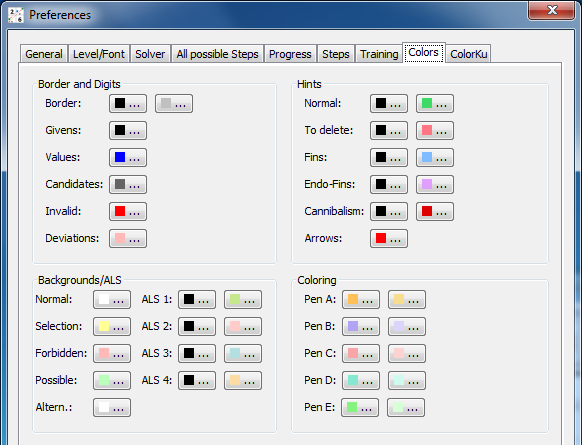 Preferences
General Level/Font Solver All possible Steps Progress Steps Training Colors ColorKu
Border and Digits
Border: ... ...
Givens: ...
Values: ...
Candidates: ...
Invalid: ...
Deviations: ...
Hints
Normal: ... ...
To delete: ... ...
Fins: ... ...
Endo-Fins: ... ...
Cannibalism: ... ...
Arrows: ...
Backgrounds/ALS
Normal: ... ALS 1: ... ...
Selection: ... ALS 2: ... ...
Forbidden: ... ALS 3: ... ...
Possible: ... ALS 4: ... ...
Altern.: ...
Coloring
Pen A: ... ...
Pen B: ... ...
Pen C: ... ...
Pen D: ... ...
Pen E: ... ...